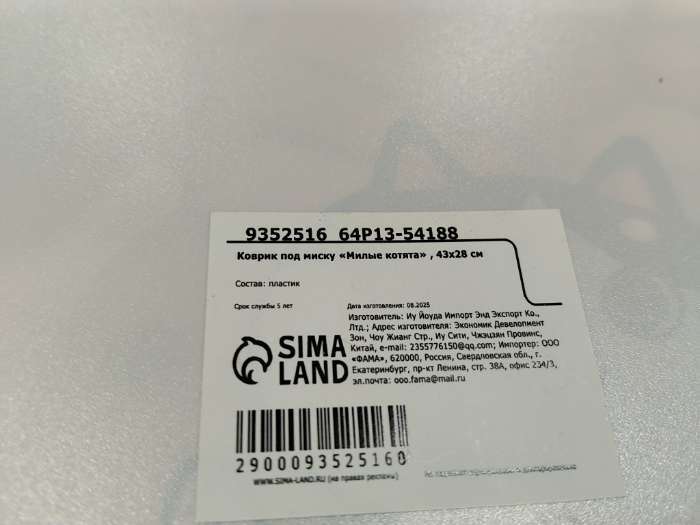 9352516 64P13-54188
Коврик под миску «Милые котята» , 43x28 см
Состав: пластик
Срок службы 5 лет
Дата изготовления: 08.2025
Изготовитель: Иу Йоуда Импорт Энд Экспорт Ко.,
Лтд.; Адрес изготовителя: Экономик Девелопмент
Зон, Чоу Жианг Стр., Иу Сити, Чжэцзян Провинс,
Китай, e-mail: 2355776150@qq.com; Импортер: ООО
«ФАМА», 620000, Россия, Свердловская обл., г.
Екатеринбург, пр-кт Ленина, стр. 38А, офис 234/3,
эл.почта: ooo.fama@mail.ru
SIMA
LAND
2900093525160
WWW.SIMA-LAND.RU (на правах рекламы)